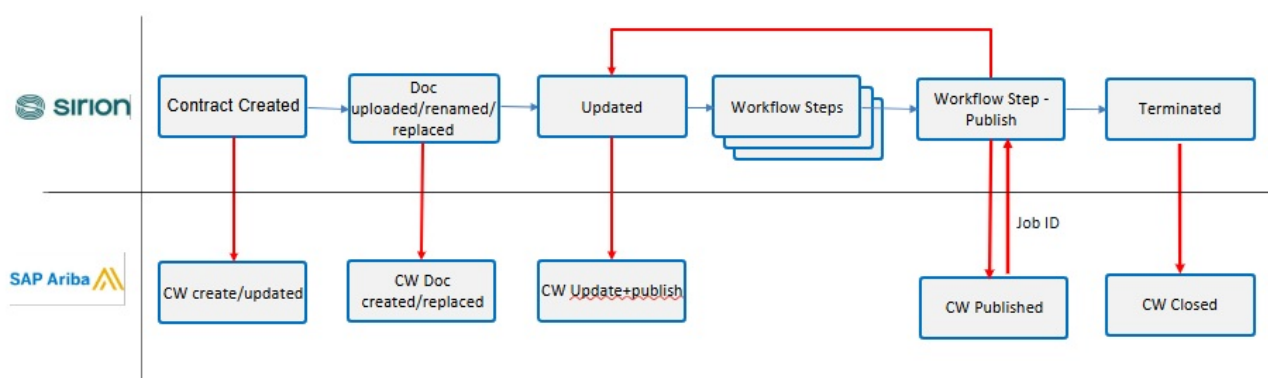 sirion
Contract Created
Doc
uploaded/renamed/
replaced
Updated
Workflow Steps
Workflow Step -
Publish
Terminated
Job ID
SAP Ariba
CW create/updated
CW Doc
created/replaced
CW Update+publish
CW Published
CW Closed